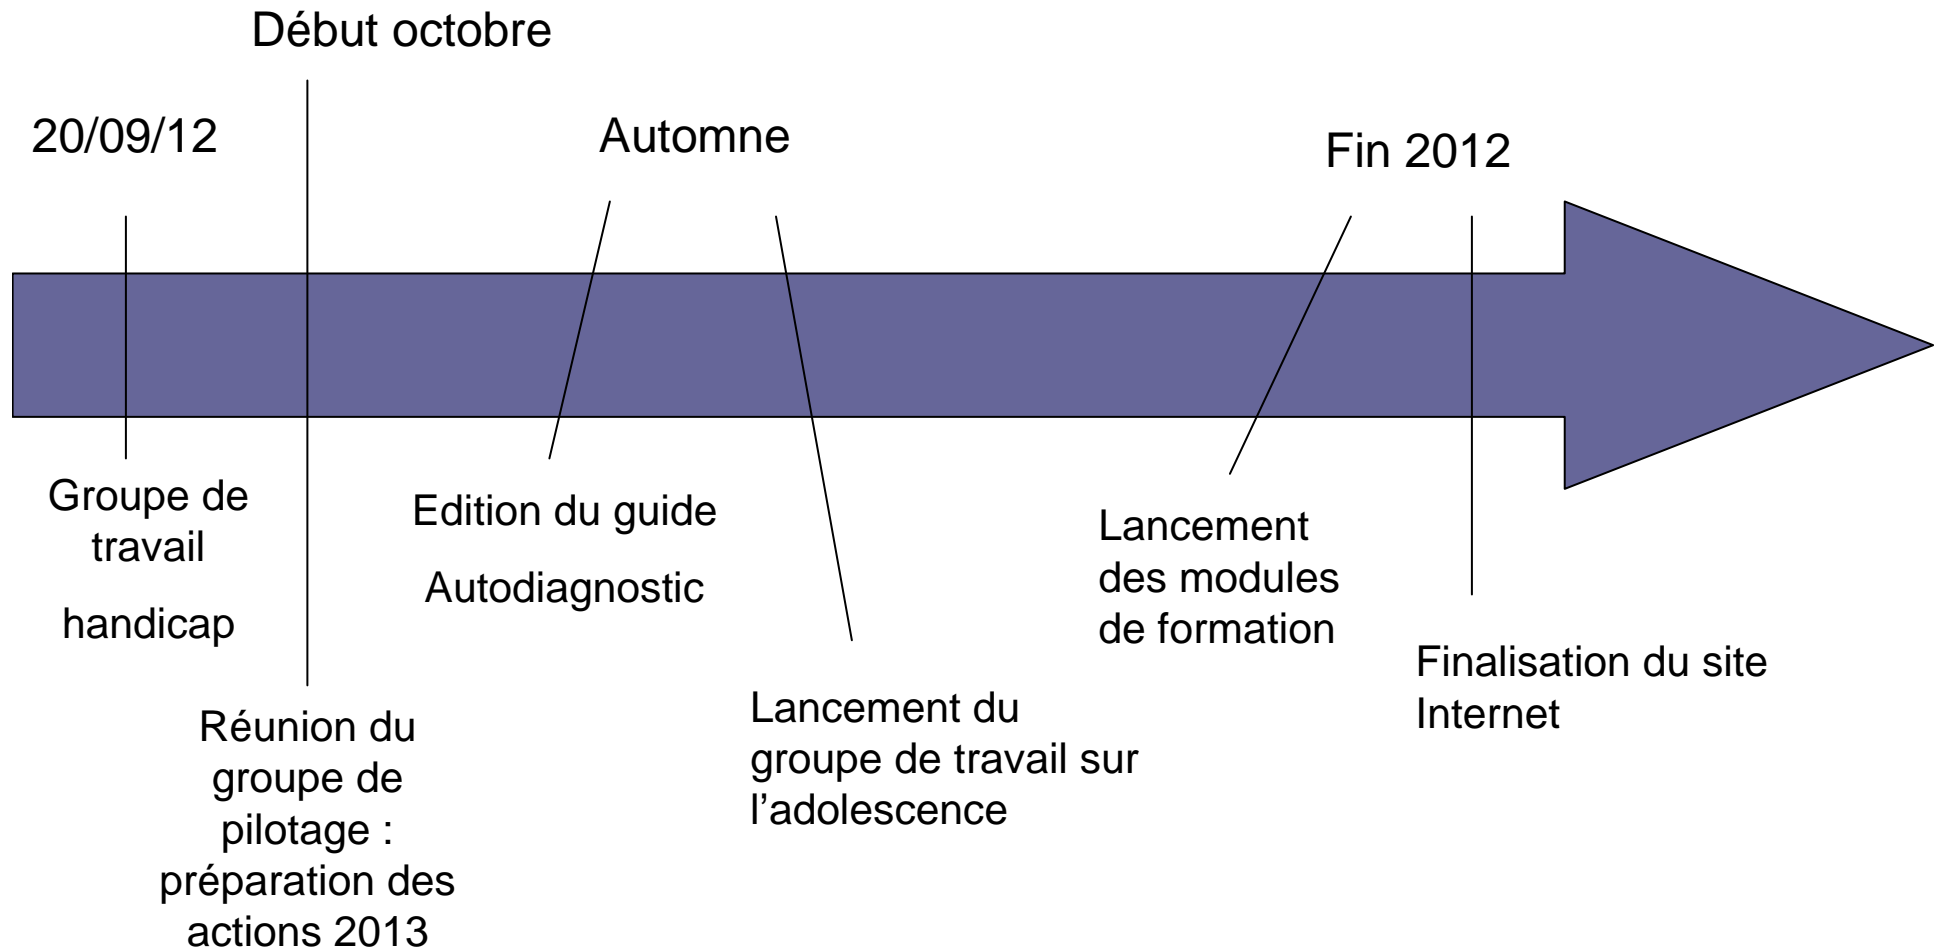 Début octobre
20/09/12
Automne
Fin 2012
Groupe de
travail
handicap
Réunion du
groupe de
pilotage :
préparation des
actions 2013
Edition du guide
Autodiagnostic
Lancement du
groupe de travail sur
l’adolescence
Lancement
des modules
de formation
Finalisation du site
Internet